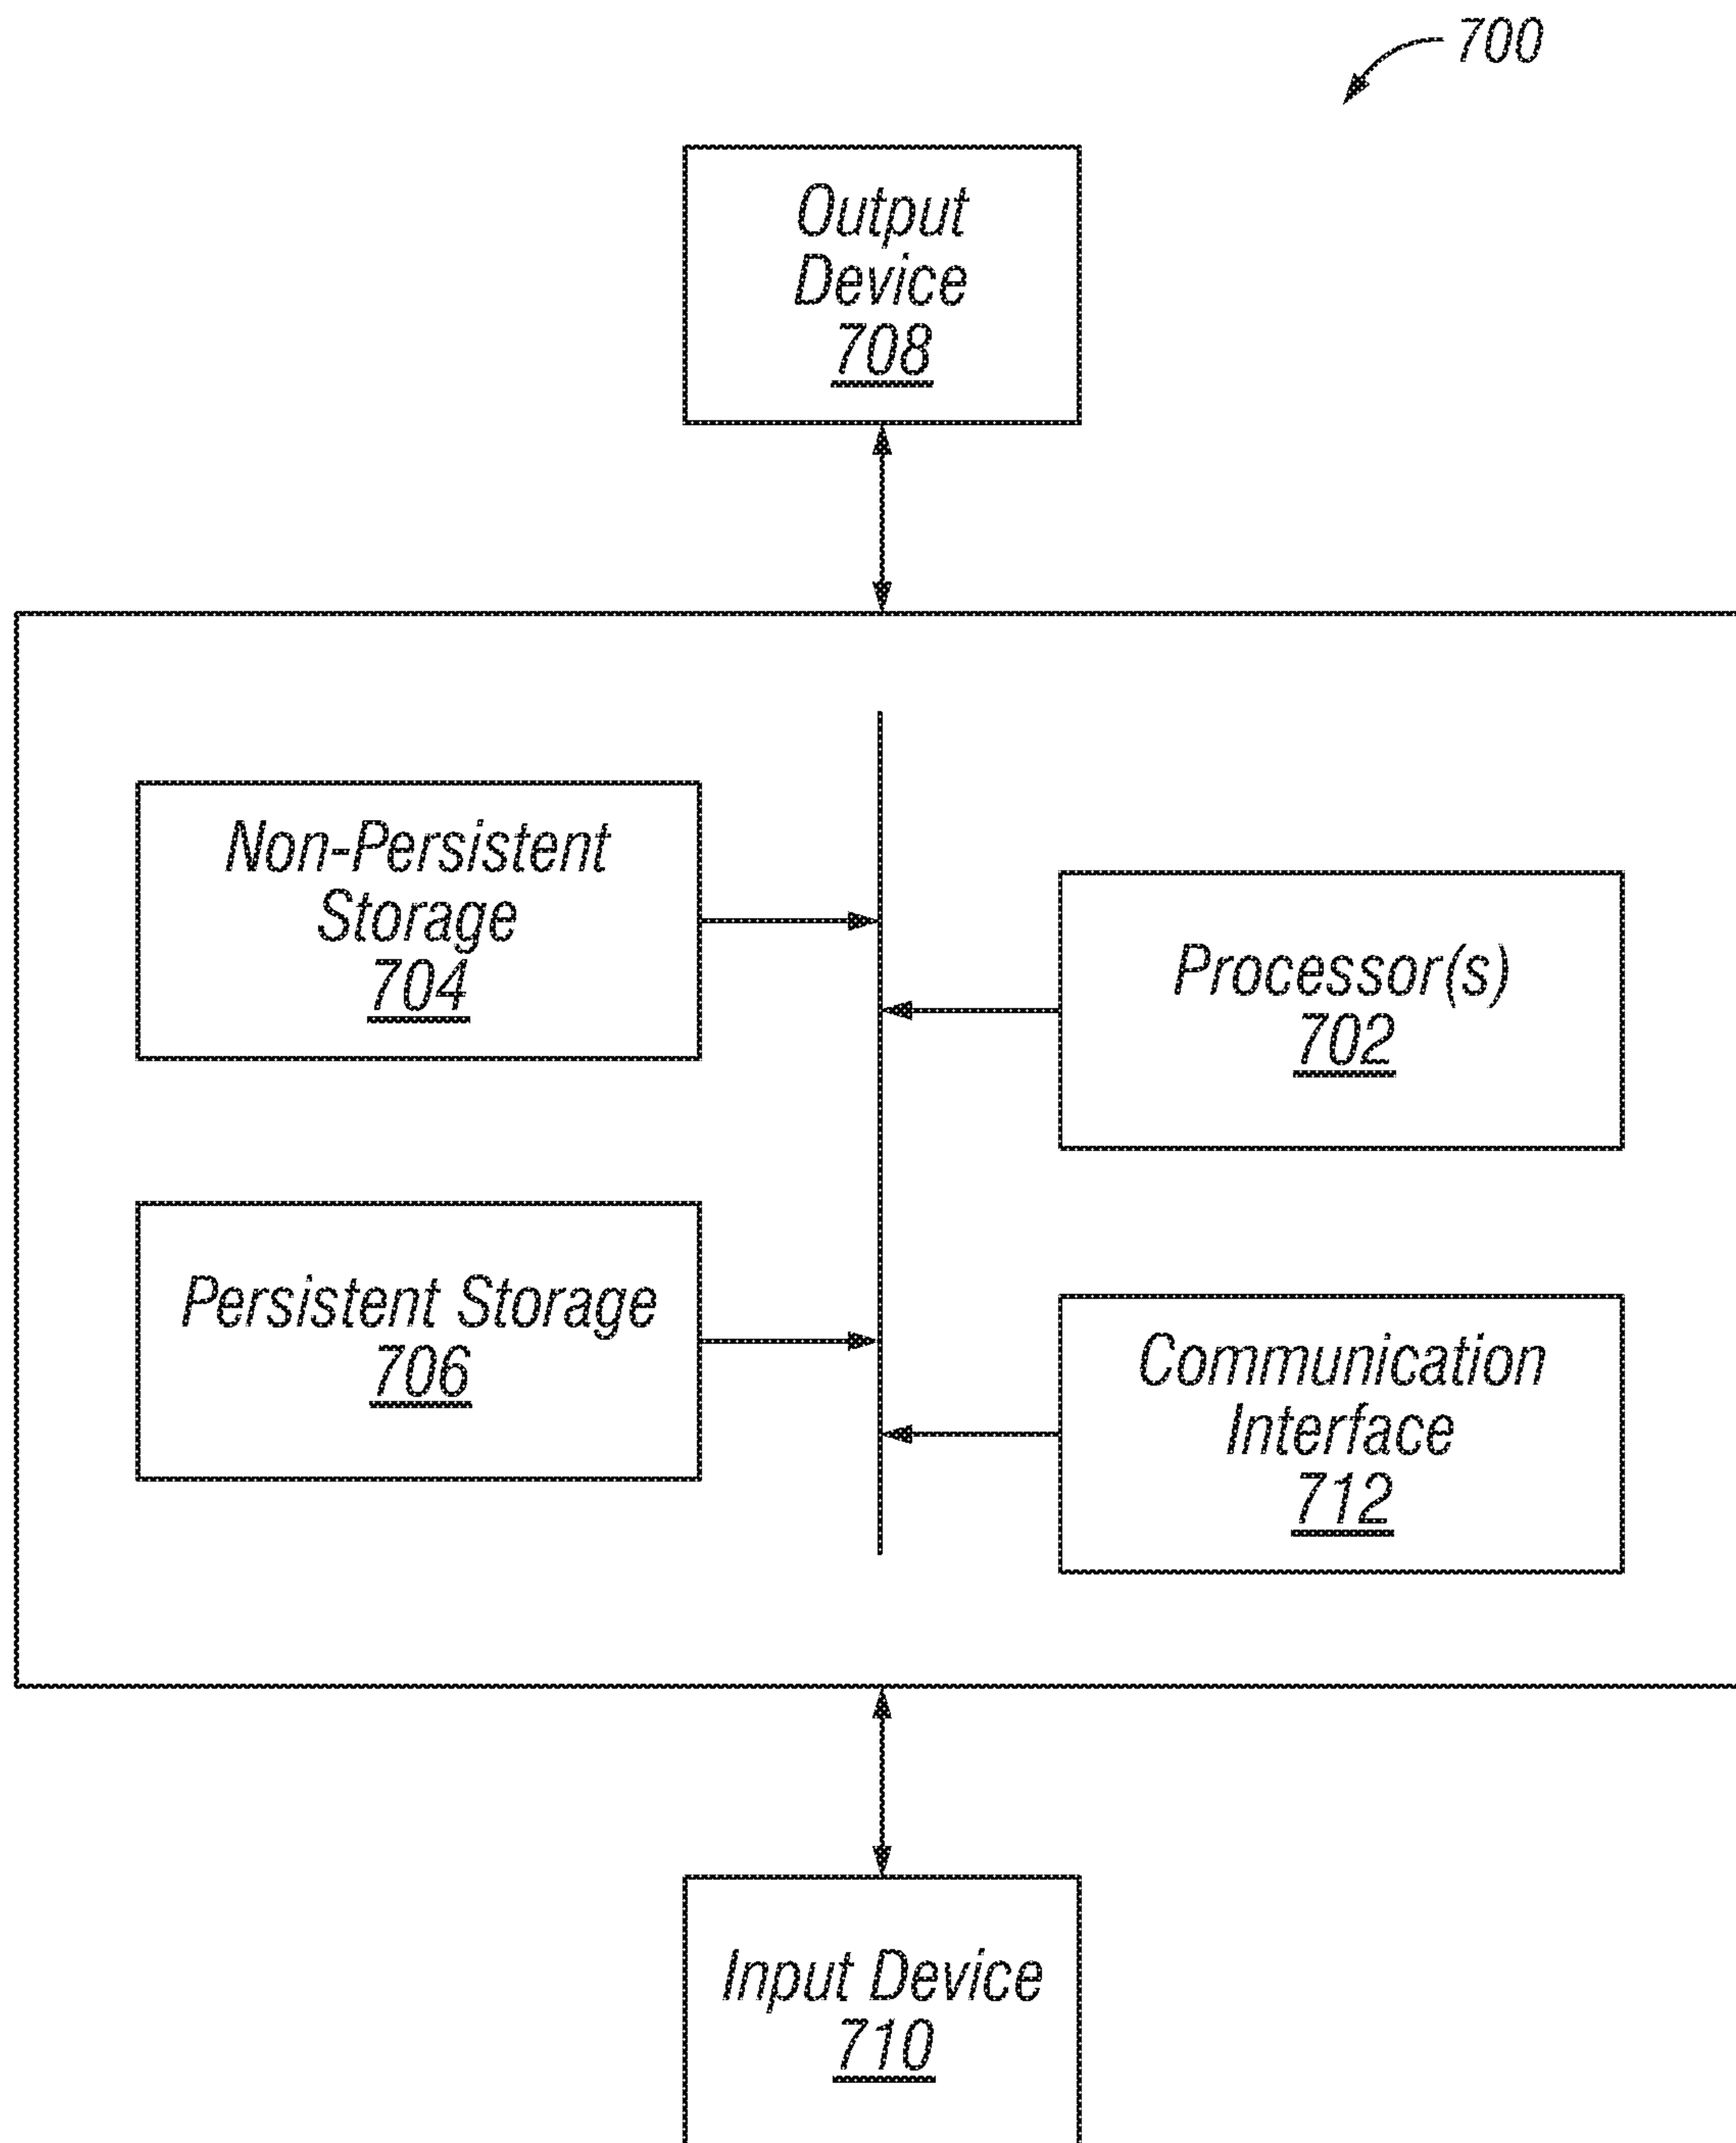 700
Output
Device
708
Non-Persistent
Storage
704
Processor(s)
702
Persistent Storage
706
Communication
Interface
712
Input Device
710